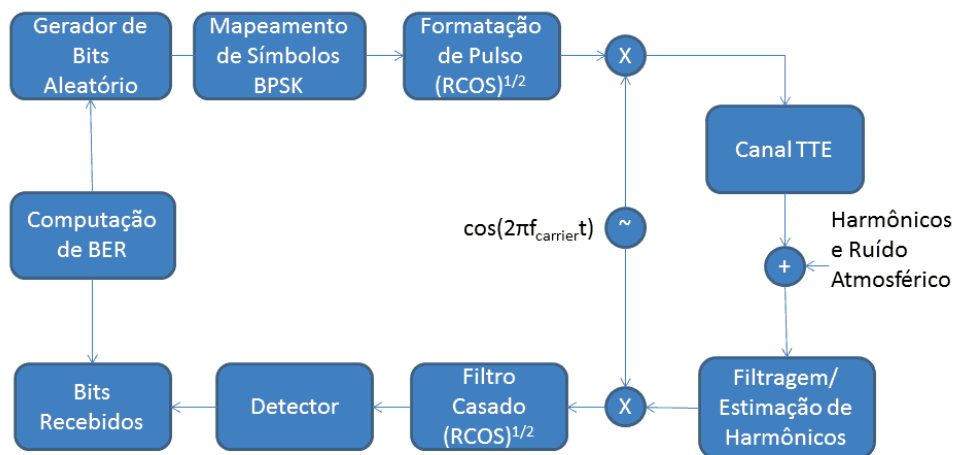 Gerador de
Bits
Aleatório
Mapeamento
de Símbolos
BPSK
Formatação
de Pulso
(RCOS)^1/2
X
Canal TTE
Computação
de BER
cos(2πf_carrier t)
~
Harmônicos
e Ruído
Atmosférico
+
Bits
Recebidos
Detector
Filtro
Casado
(RCOS)^1/2
X
Filtragem/
Estimação de
Harmônicos